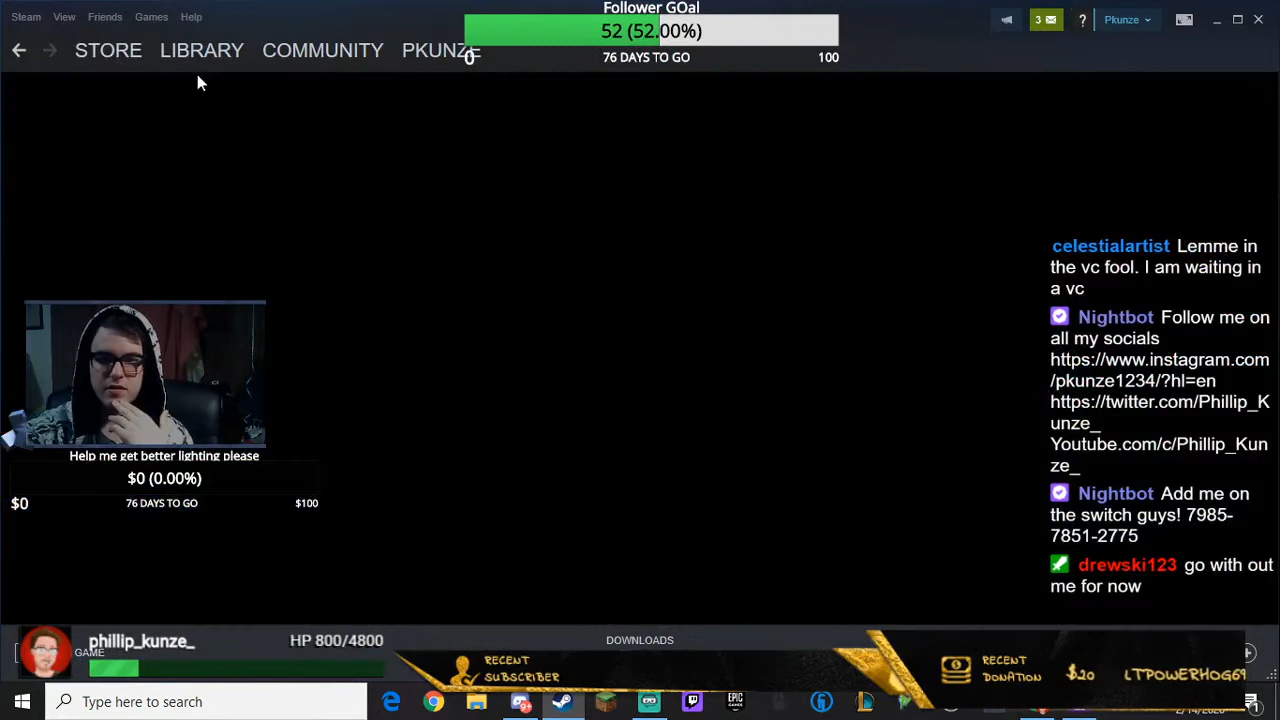 Follower GOal
Steam View Friends Games Help
52 (52.00%)
3
?
Pkunze
STORE LIBRARY COMMUNITY PKUNZE
0
76 DAYS TO GO
100
celestialartist Lemme in
the vc fool. I am waiting in
a vc
Nightbot Follow me on
all my socials
https://www.instagram.com
/pkunze1234/?hl=en
https://twitter.com/Phillip_K
unze_
Youtube.com/c/Phillip_Kun
ze_
Nightbot Add me on
the switch guys! 7985-
7851-2775
drewski123 go with out
me for now
Help me get better lighting please
$0 (0.00%)
$0
76 DAYS TO GO
$100
phillip_kunze_
HP 800/4800
GAME
DOWNLOADS
RECENT
SUBSCRIBER
RECENT
DONATION
$20
LTPOWERHOG69
Type here to search
EPIC
GAMES